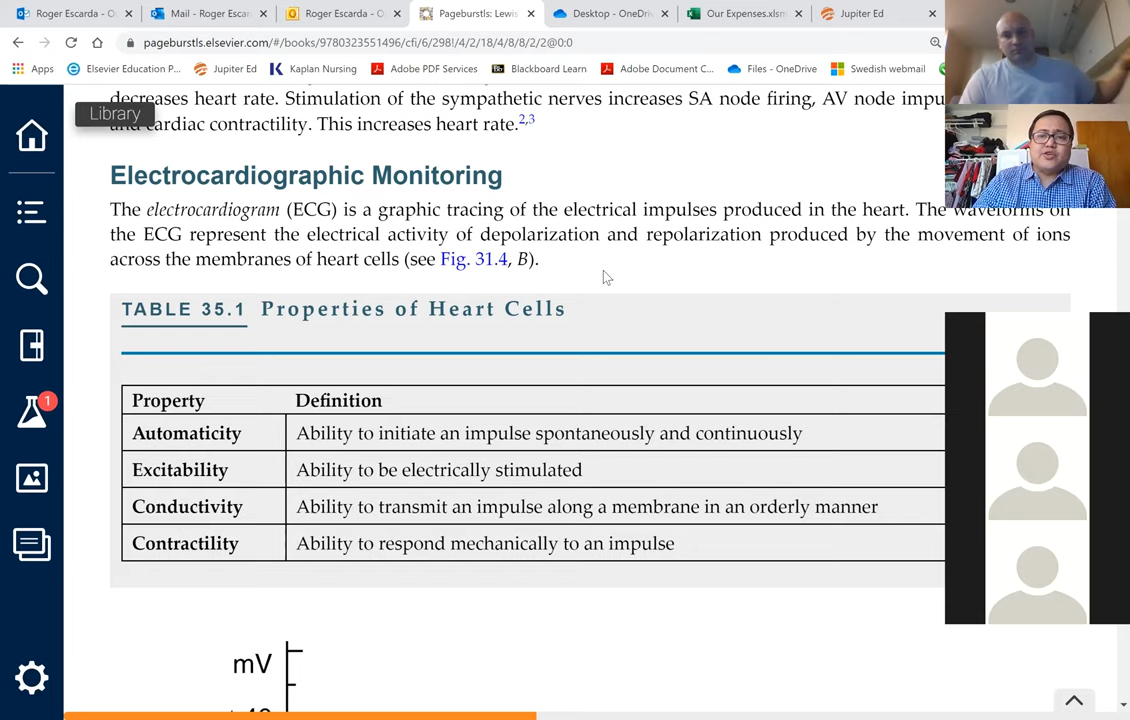 Roger Escarda - O
Mail - Roger Escar
Roger Escarda - O
Pageburstls: Lewis
Desktop - OneDriv
Our Expenses.xlsm
Jupiter Ed
pageburstls.elsevier.com/#/books/9780323551496/cfi/6/298!/4/2/18/4/8/8/2/2@0:0
Apps
Elsevier Education P...
Jupiter Ed
Kaplan Nursing
Adobe PDF Services
Blackboard Learn
Adobe Document C...
Files - OneDrive
Swedish webmail
decreases heart rate. Stimulation of the sympathetic nerves increases SA node firing, AV node impu
Library
and cardiac contractility. This increases heart rate.2,3
Electrocardiographic Monitoring
The electrocardiogram (ECG) is a graphic tracing of the electrical impulses produced in the heart. The waveforms on
the ECG represent the electrical activity of depolarization and repolarization produced by the movement of ions
across the membranes of heart cells (see Fig. 31.4, B).
TABLE 35.1 Properties of Heart Cells
Property Definition
Automaticity Ability to initiate an impulse spontaneously and continuously
Excitability Ability to be electrically stimulated
Conductivity Ability to transmit an impulse along a membrane in an orderly manner
Contractility Ability to respond mechanically to an impulse
1
mV